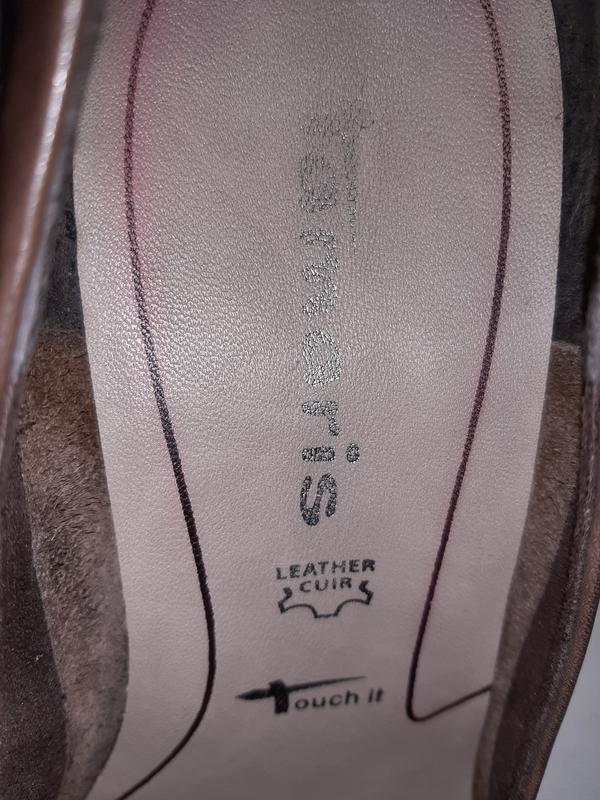 tamaris
LEATHER
CUIR
Touch it